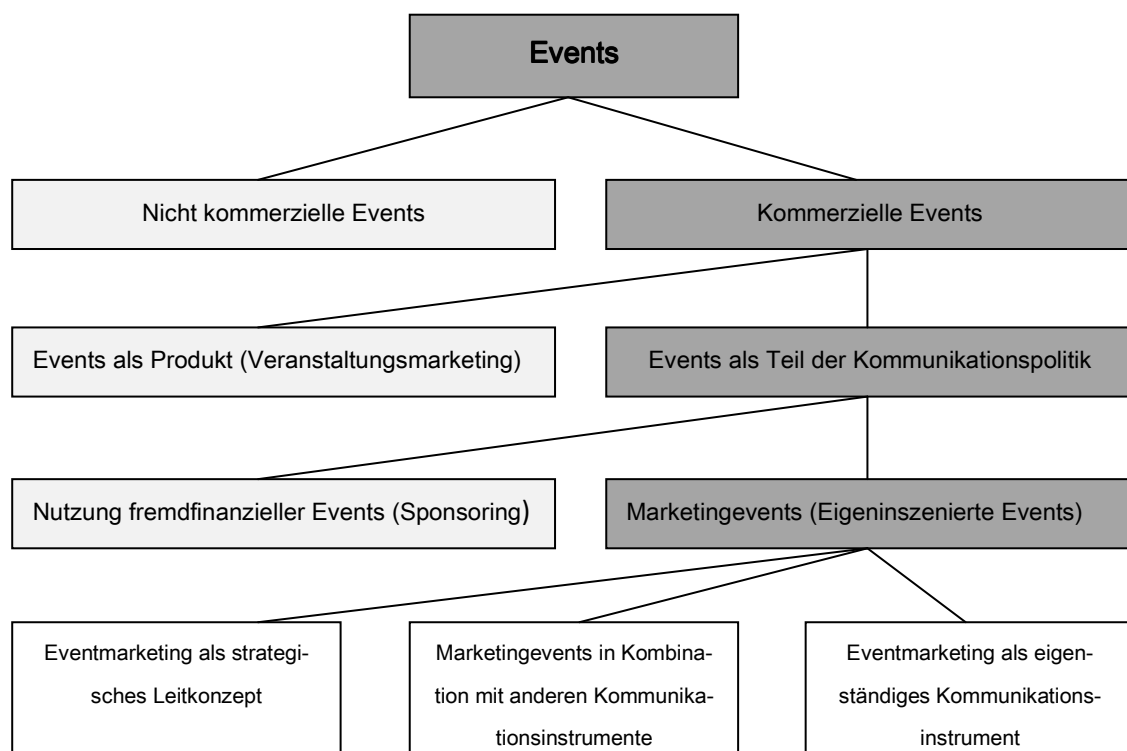 Events
Nicht kommerzielle Events
Kommerzielle Events
Events als Produkt (Veranstaltungsmarketing)
Events als Teil der Kommunikationspolitik
Nutzung fremdfinanzieller Events (Sponsoring)
Marketingevents (Eigeninszenierte Events)
Eventmarketing als strategi-
sches Leitkonzept
Marketingevents in Kombina-
tion mit anderen Kommunika-
tionsinstrumente
Eventmarketing als eigen-
ständiges Kommunikations-
instrument